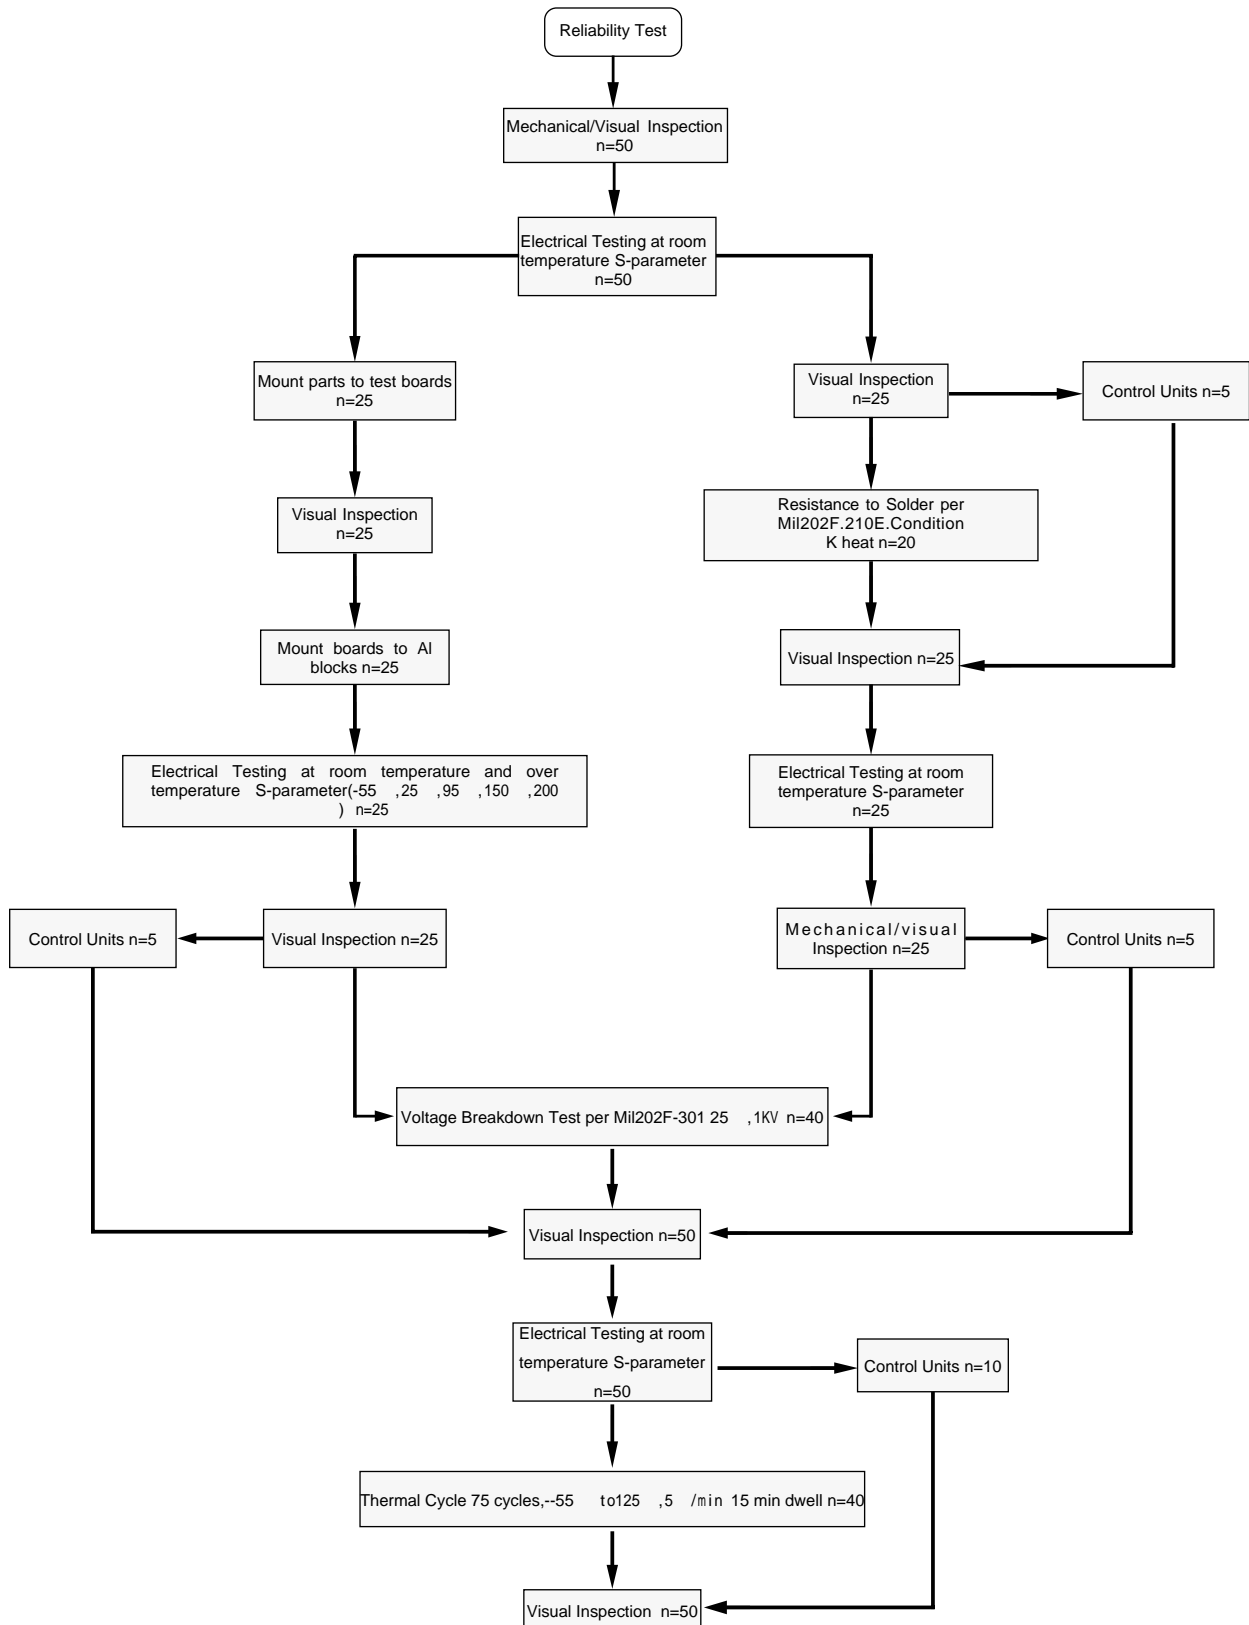 Reliability Test
Mechanical/Visual Inspection
n=50
Electrical Testing at room
temperature S-parameter
n=50
Mount parts to test boards
n=25
Visual Inspection
n=25
Control Units n=5
Visual Inspection
n=25
Resistance to Solder per
Mil202F.210E.Condition
K heat n=20
Mount boards to Al
blocks n=25
Visual Inspection n=25
Electrical Testing at room temperature and over
temperature S-parameter(-55 ,25 ,95 ,150 ,200
) n=25
Electrical Testing at room
temperature S-parameter
n=25
Control Units n=5
Visual Inspection n=25
Mechanical/visual
Inspection n=25
Control Units n=5
Voltage Breakdown Test per Mil202F-301 25 ,1KV n=40
Visual Inspection n=50
Electrical Testing at room
temperature S-parameter
n=50
Control Units n=10
Thermal Cycle 75 cycles,--55 to125 ,5 /min 15 min dwell n=40
Visual Inspection n=50